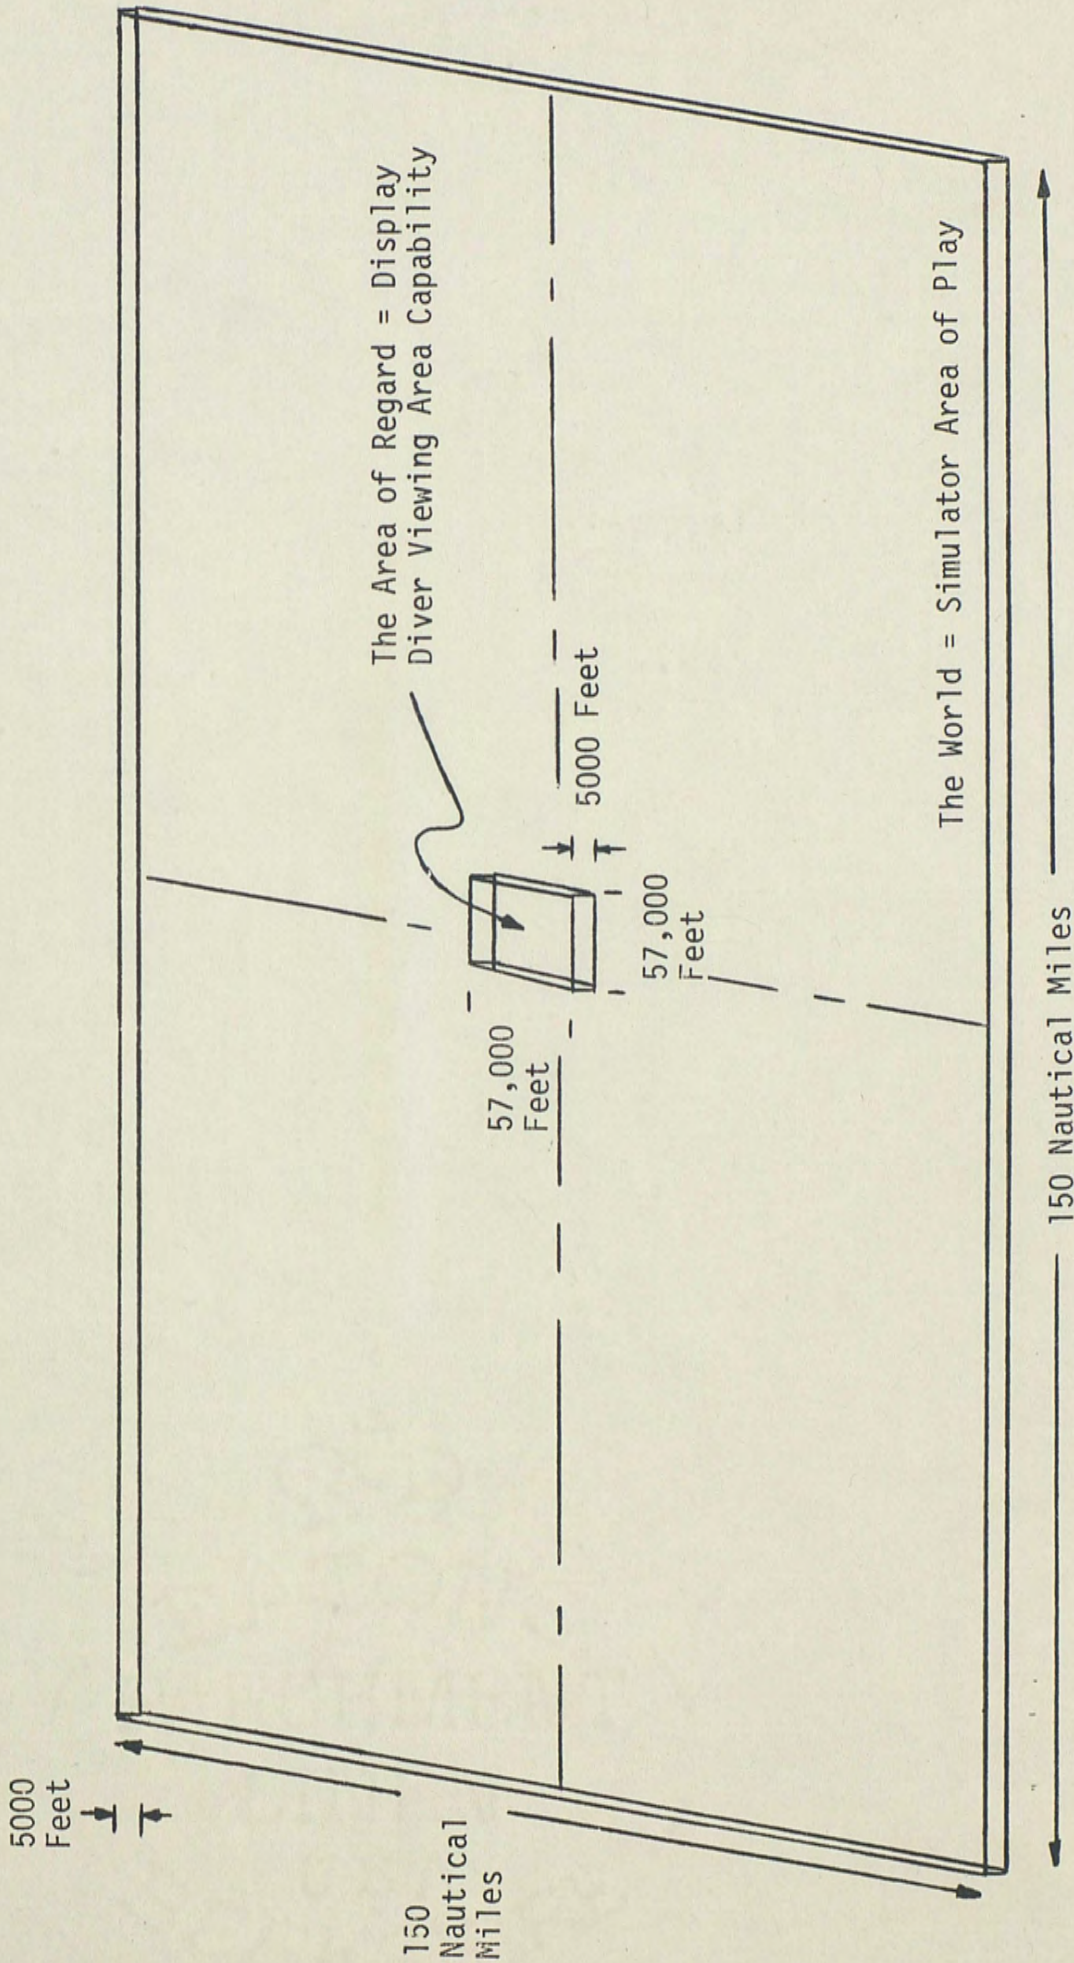 5000
Feet
150
Nautical
Miles
The Area of Regard = Display
Diver Viewing Area Capability
57,000
Feet
5000 Feet
57,000
Feet
The World = Simulator Area of Play
150 Nautical Miles